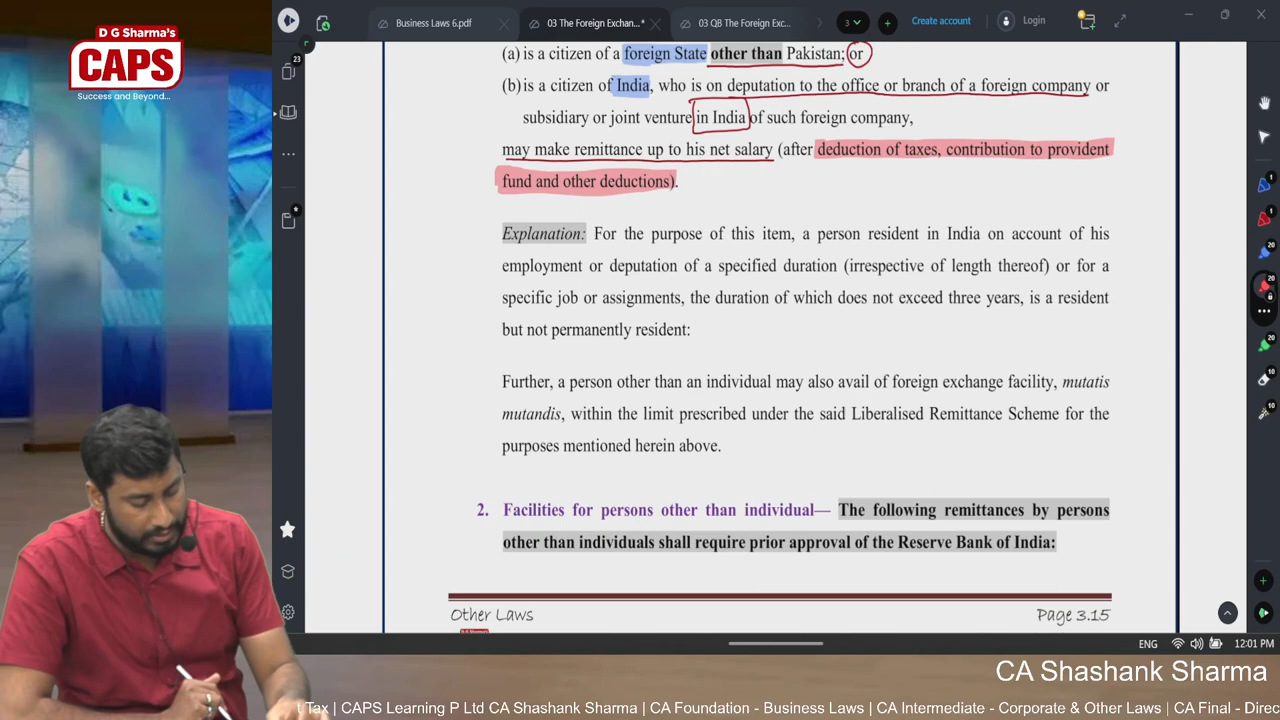 D G Sharma's
CAPS
Success and Beyond...
Business Laws 6.pdf
03 The Foreign Exchan...*
03 QB The Foreign Exc...
3
Create account
Login
23
(a) is a citizen of a foreign State other than Pakistan; or
(b) is a citizen of India, who is on deputation to the office or branch of a foreign company or
subsidiary or joint venture in India of such foreign company,
may make remittance up to his net salary (after deduction of taxes, contribution to provident
fund and other deductions).
Explanation: For the purpose of this item, a person resident in India on account of his
employment or deputation of a specified duration (irrespective of length thereof) or for a
specific job or assignments, the duration of which does not exceed three years, is a resident
but not permanently resident:
Further, a person other than an individual may also avail of foreign exchange facility, mutatis
mutandis, within the limit prescribed under the said Liberalised Remittance Scheme for the
purposes mentioned herein above.
2. Facilities for persons other than individual— The following remittances by persons
other than individuals shall require prior approval of the Reserve Bank of India:
Other Laws
Page 3.15
1
1
20
20
20
10
10
ENG
12:01 PM
CA Shashank Sharma
t Tax | CAPS Learning P Ltd CA Shashank Sharma | CA Foundation - Business Laws | CA Intermediate - Corporate & Other Laws | CA Final - Direc